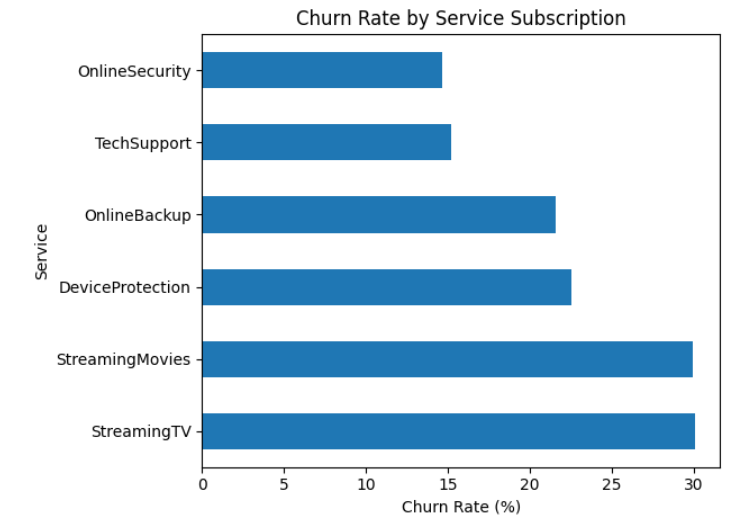 Churn Rate by Service Subscription
OnlineSecurity
TechSupport
OnlineBackup
DeviceProtection
StreamingMovies
StreamingTV
Service
0 5 10 15 20 25 30
Churn Rate (%)